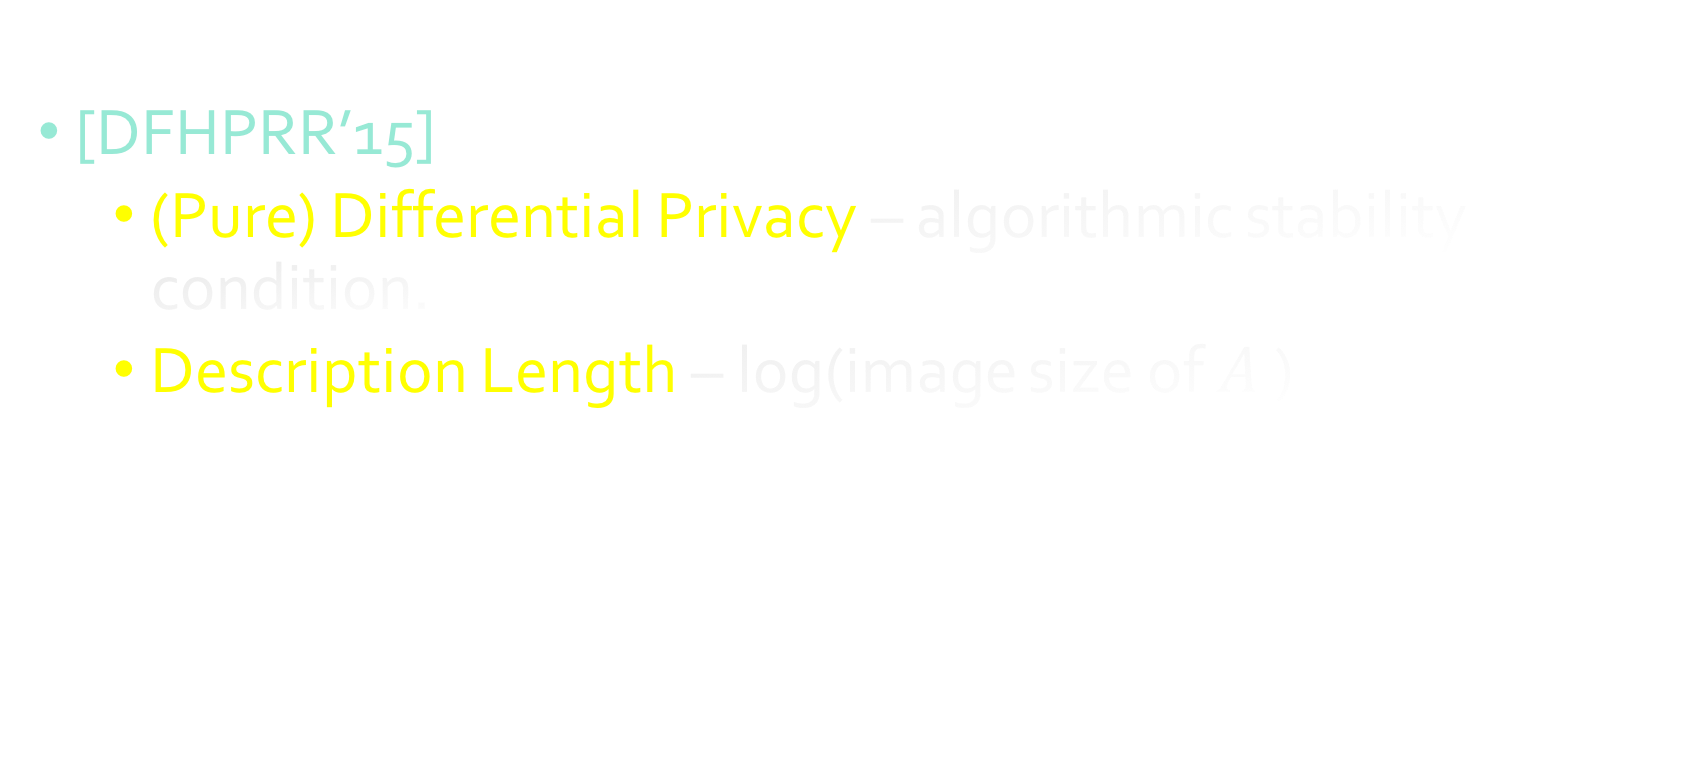 • [DFHPRR’15]
• (Pure) Differential Privacy – algorithmic stability
condition.
• Description Length – log(image size of A )